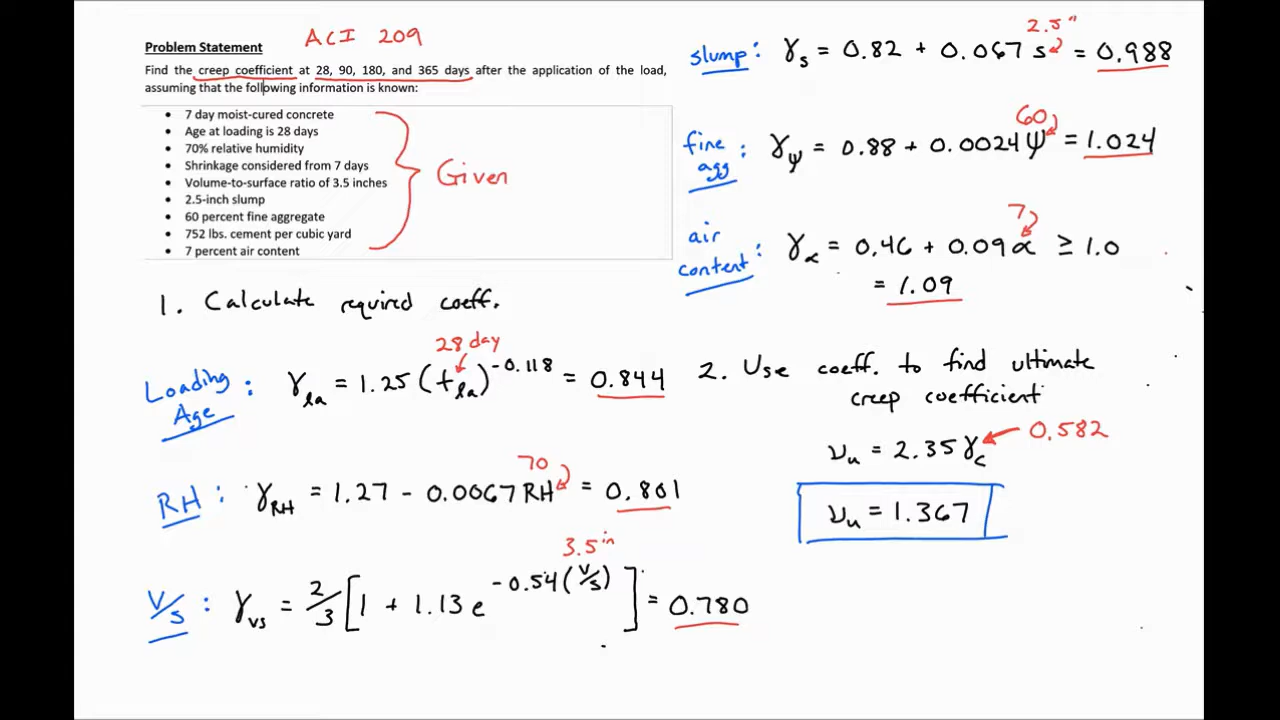 Problem Statement
ACI 209
Find the creep coefficient at 28, 90, 180, and 365 days after the application of the load,
assuming that the following information is known:
• 7 day moist-cured concrete
• Age at loading is 28 days
• 70% relative humidity
• Shrinkage considered from 7 days
• Volume-to-surface ratio of 3.5 inches
• 2.5-inch slump
• 60 percent fine aggregate
• 752 lbs. cement per cubic yard
• 7 percent air content
Given
1. Calculate required coeff.
28 day
Loading Age : γla = 1.25 (tla)^-0.118 = 0.844
70
RH : γRH = 1.27 - 0.0067 RH = 0.801
3.5 in
V/S : γvs = 2/3 [1 + 1.13 e^-0.54(V/S)] = 0.780
2.5"
slump : γs = 0.82 + 0.067 s = 0.988
60
fine agg : γψ = 0.88 + 0.0024 ψ = 1.024
7
air content : γα = 0.46 + 0.09 α ≥ 1.0
= 1.09
2. Use coeff. to find ultimate
creep coefficient
νu = 2.35 γc 0.582
νu = 1.367